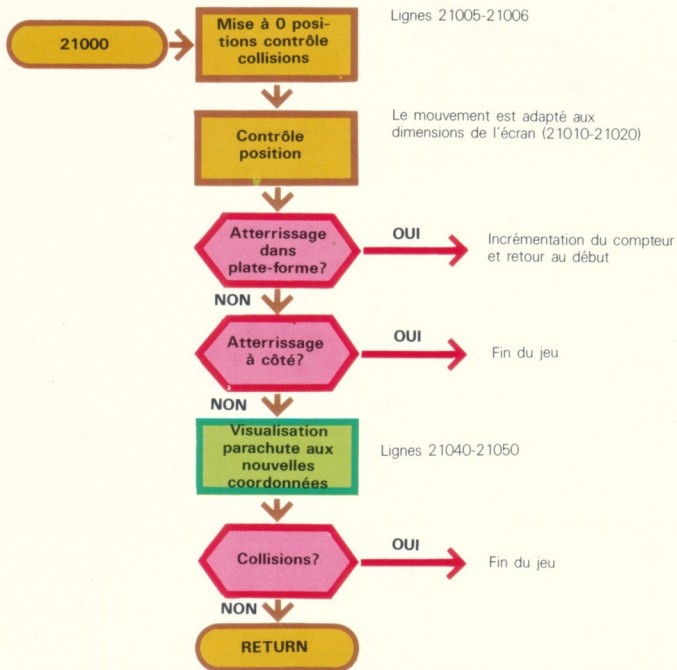 21000
Mise à 0 posi-
tions contrôle
collisions
Lignes 21005-21006
Contrôle
position
Le mouvement est adapté aux
dimensions de l'écran (21010-21020)
Atterrissage
dans
plate-forme?
OUI
Incrémentation du compteur
et retour au début
NON
Atterrissage
à côté?
OUI
Fin du jeu
NON
Visualisation
parachute aux
nouvelles
coordonnées
Lignes 21040-21050
Collisions?
OUI
Fin du jeu
NON
RETURN